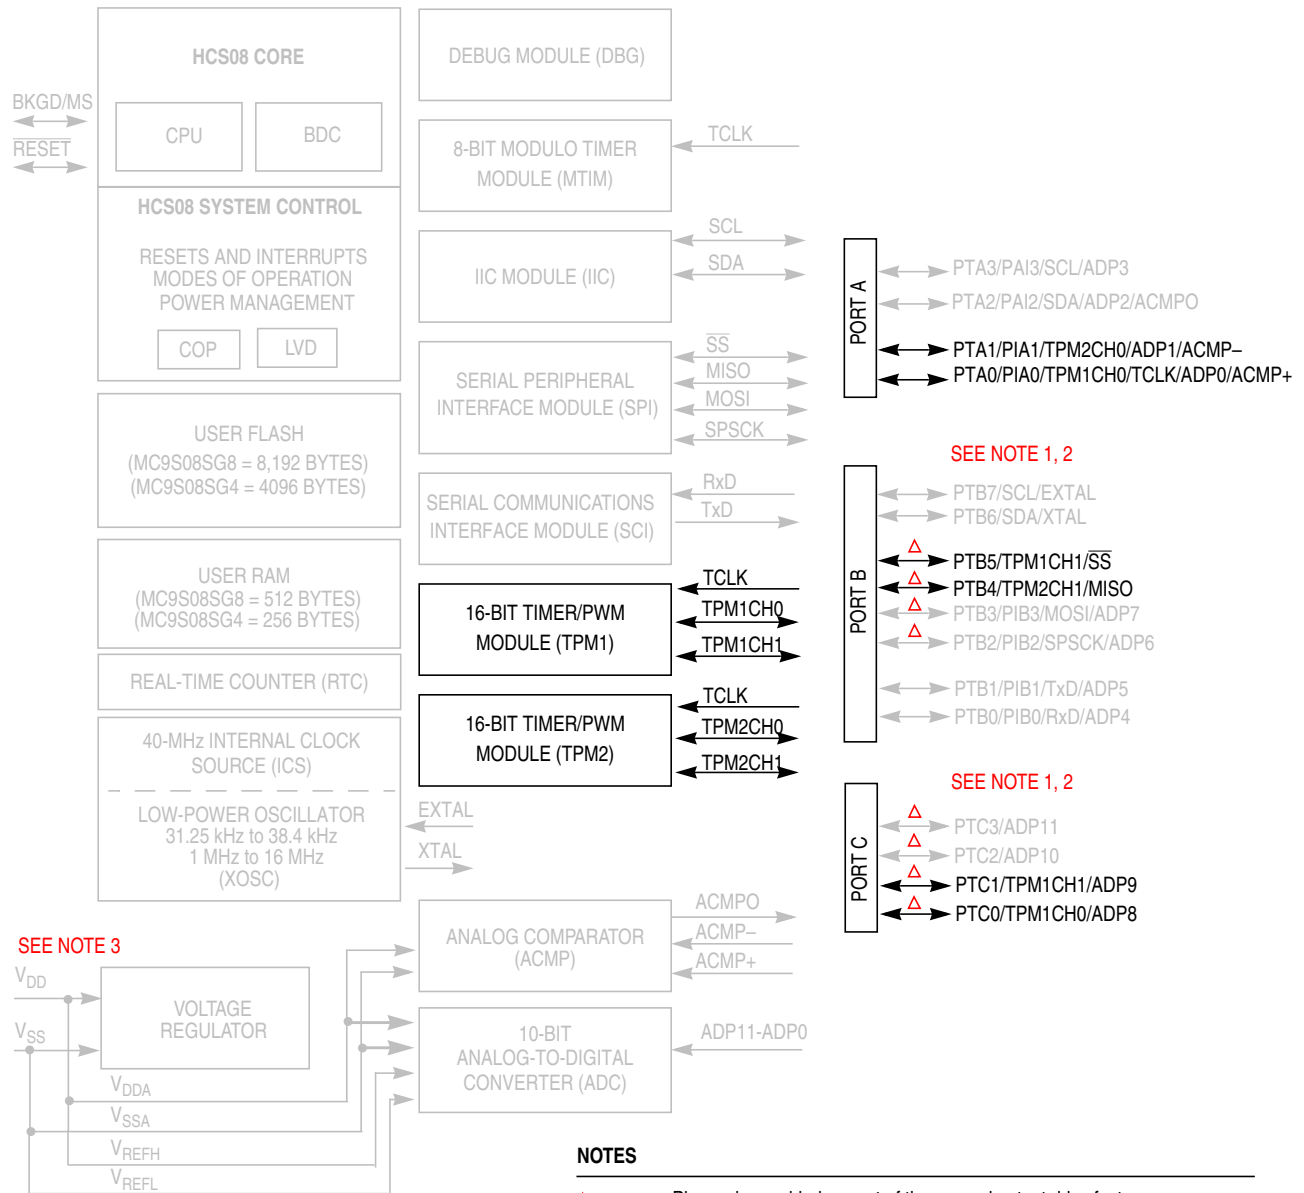 HCS08 CORE
BKGD/MS
RESET
CPU
BDC
HCS08 SYSTEM CONTROL
RESETS AND INTERRUPTS
MODES OF OPERATION
POWER MANAGEMENT
COP
LVD
USER FLASH
(MC9S08SG8 = 8,192 BYTES)
(MC9S08SG4 = 4096 BYTES)
USER RAM
(MC9S08SG8 = 512 BYTES)
(MC9S08SG4 = 256 BYTES)
REAL-TIME COUNTER (RTC)
40-MHz INTERNAL CLOCK
SOURCE (ICS)
LOW-POWER OSCILLATOR
31.25 kHz to 38.4 kHz
1 MHz to 16 MHz
(XOSC)
EXTAL
XTAL
SEE NOTE 3
VDD
VSS
VOLTAGE
REGULATOR
VDDA
VSSA
VREFH
VREFL
DEBUG MODULE (DBG)
8-BIT MODULO TIMER
MODULE (MTIM)
TCLK
IIC MODULE (IIC)
SCL
SDA
SERIAL PERIPHERAL
INTERFACE MODULE (SPI)
SS
MISO
MOSI
SPSCK
SERIAL COMMUNICATIONS
INTERFACE MODULE (SCI)
RxD
TxD
16-BIT TIMER/PWM
MODULE (TPM1)
TCLK
TPM1CH0
TPM1CH1
16-BIT TIMER/PWM
MODULE (TPM2)
TCLK
TPM2CH0
TPM2CH1
ANALOG COMPARATOR
(ACMP)
ACMPO
ACMP–
ACMP+
10-BIT
ANALOG-TO-DIGITAL
CONVERTER (ADC)
ADP11-ADP0
PORT A
PTA3/PAI3/SCL/ADP3
PTA2/PAI2/SDA/ADP2/ACMPO
PTA1/PIA1/TPM2CH0/ADP1/ACMP–
PTA0/PIA0/TPM1CH0/TCLK/ADP0/ACMP+
SEE NOTE 1, 2
PORT B
PTB7/SCL/EXTAL
PTB6/SDA/XTAL
PTB5/TPM1CH1/SS
PTB4/TPM2CH1/MISO
PTB3/PIB3/MOSI/ADP7
PTB2/PIB2/SPSCK/ADP6
PTB1/PIB1/TxD/ADP5
PTB0/PIB0/RxD/ADP4
SEE NOTE 1, 2
PORT C
PTC3/ADP11
PTC2/ADP10
PTC1/TPM1CH1/ADP9
PTC0/TPM1CH0/ADP8
NOTES